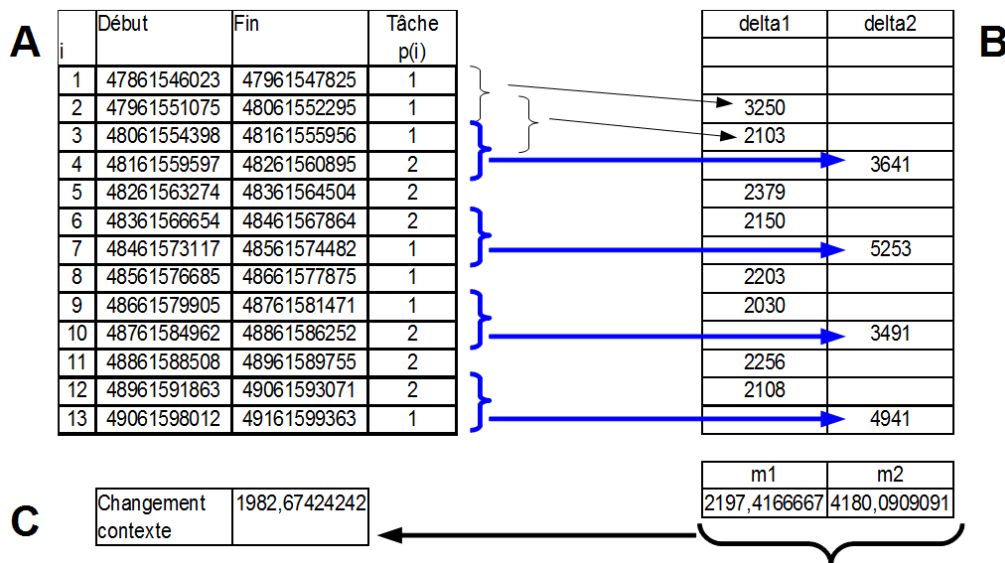 A
Début Fin Tâche
i p(i)
1 47861546023 47961547825 1
2 47961551075 48061552295 1
3 48061554398 48161555956 1
4 48161559597 48261560895 2
5 48261563274 48361564504 2
6 48361566654 48461567864 2
7 48461573117 48561574482 1
8 48561576685 48661577875 1
9 48661579905 48761581471 1
10 48761584962 48861586252 2
11 48861588508 48961589755 2
12 48961591863 49061593071 2
13 49061598012 49161599363 1
B
delta1 delta2
3250
2103
3641
2379
2150
5253
2203
2030
3491
2256
2108
4941
m1 m2
2197,4166667 4180,0909091
C
Changement 1982,67424242
contexte